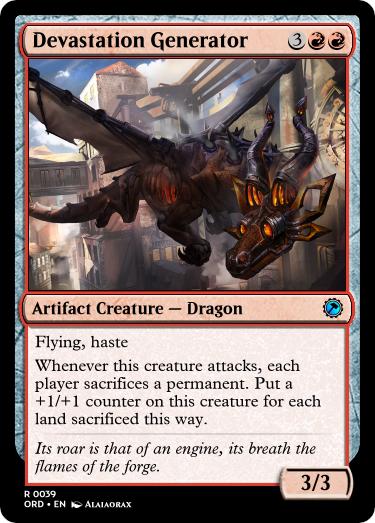 Devastation Generator 3
Artifact Creature — Dragon
Flying, haste
Whenever this creature attacks, each
player sacrifices a permanent. Put a
+1/+1 counter on this creature for each
land sacrificed this way.
Its roar is that of an engine, its breath the
flames of the forge.
3/3
R 0039
ORD • EN Alaiaorax